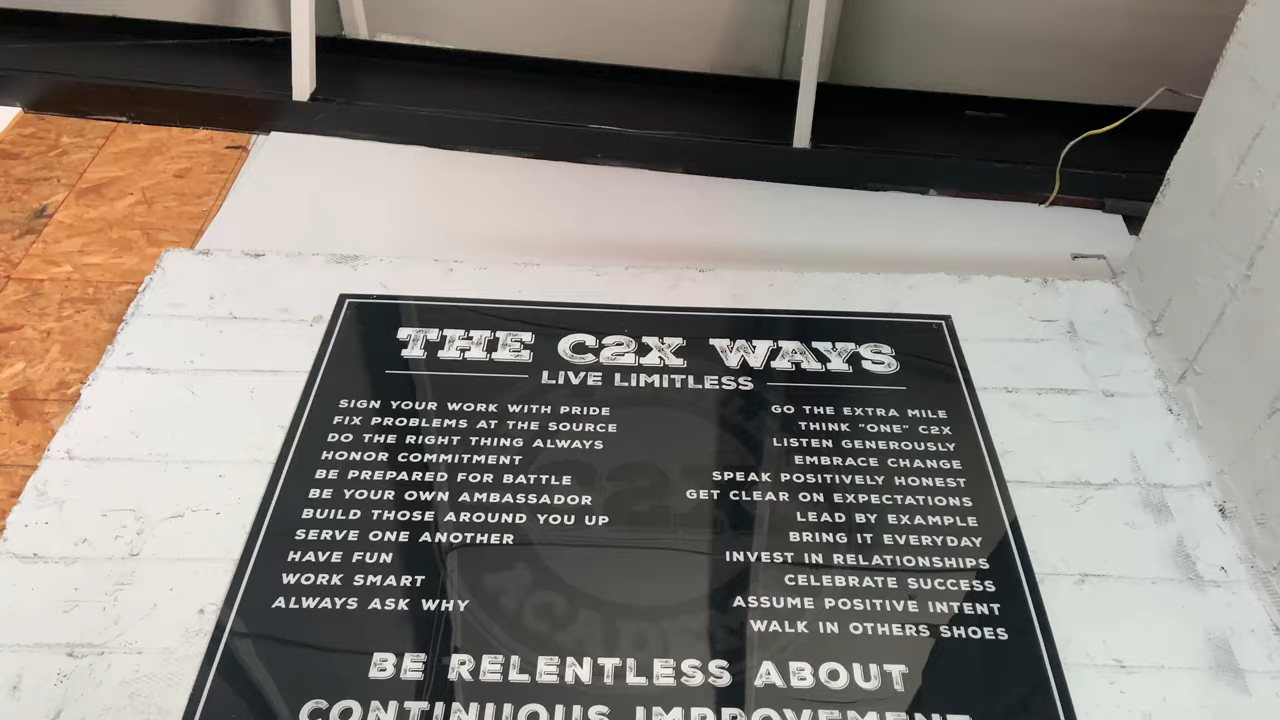 THE C2X WAYS
LIVE LIMITLESS
SIGN YOUR WORK WITH PRIDE
FIX PROBLEMS AT THE SOURCE
DO THE RIGHT THING ALWAYS
HONOR COMMITMENT
BE PREPARED FOR BATTLE
BE YOUR OWN AMBASSADOR
BUILD THOSE AROUND YOU UP
SERVE ONE ANOTHER
HAVE FUN
WORK SMART
ALWAYS ASK WHY
GO THE EXTRA MILE
THINK "ONE" C2X
LISTEN GENEROUSLY
EMBRACE CHANGE
SPEAK POSITIVELY HONEST
GET CLEAR ON EXPECTATIONS
LEAD BY EXAMPLE
BRING IT EVERYDAY
INVEST IN RELATIONSHIPS
CELEBRATE SUCCESS
ASSUME POSITIVE INTENT
WALK IN OTHERS SHOES
BE RELENTLESS ABOUT
CONTINUOUS IMPROVEMENT